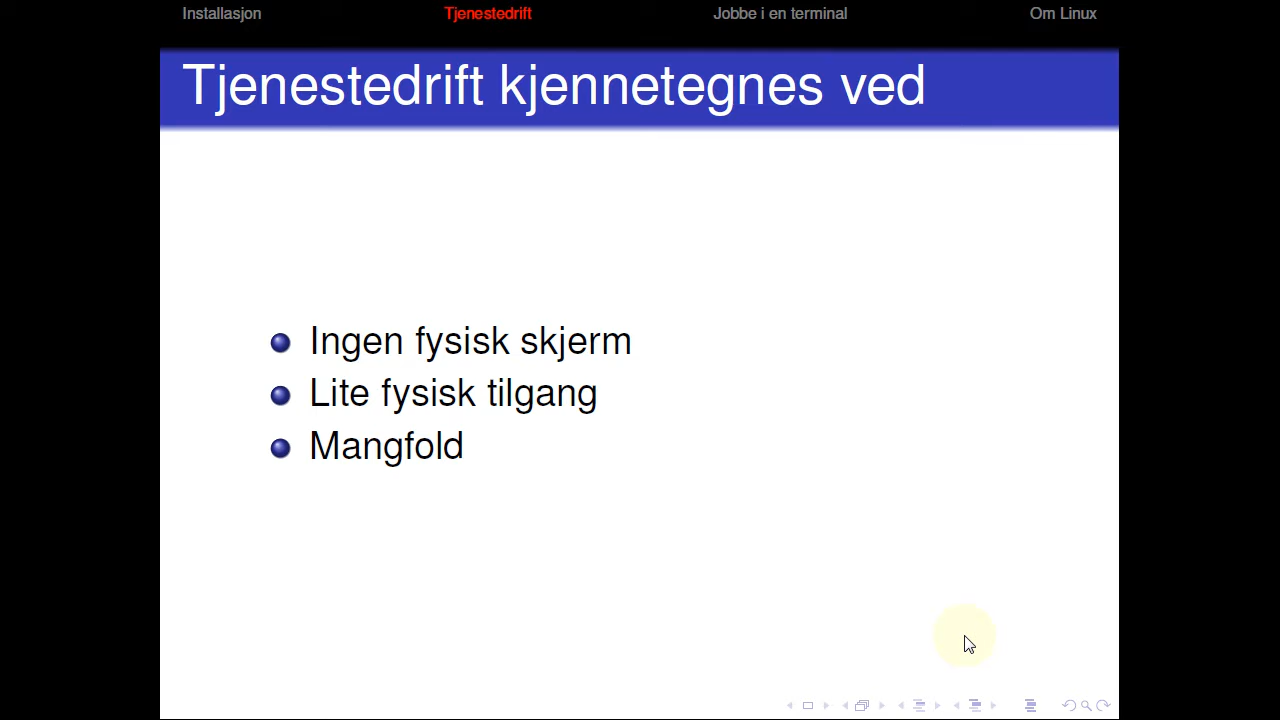 Installasjon Tjenestedrift Jobbe i en terminal Om Linux
Tjenestedrift kjennetegnes ved
Ingen fysisk skjerm
Lite fysisk tilgang
Mangfold